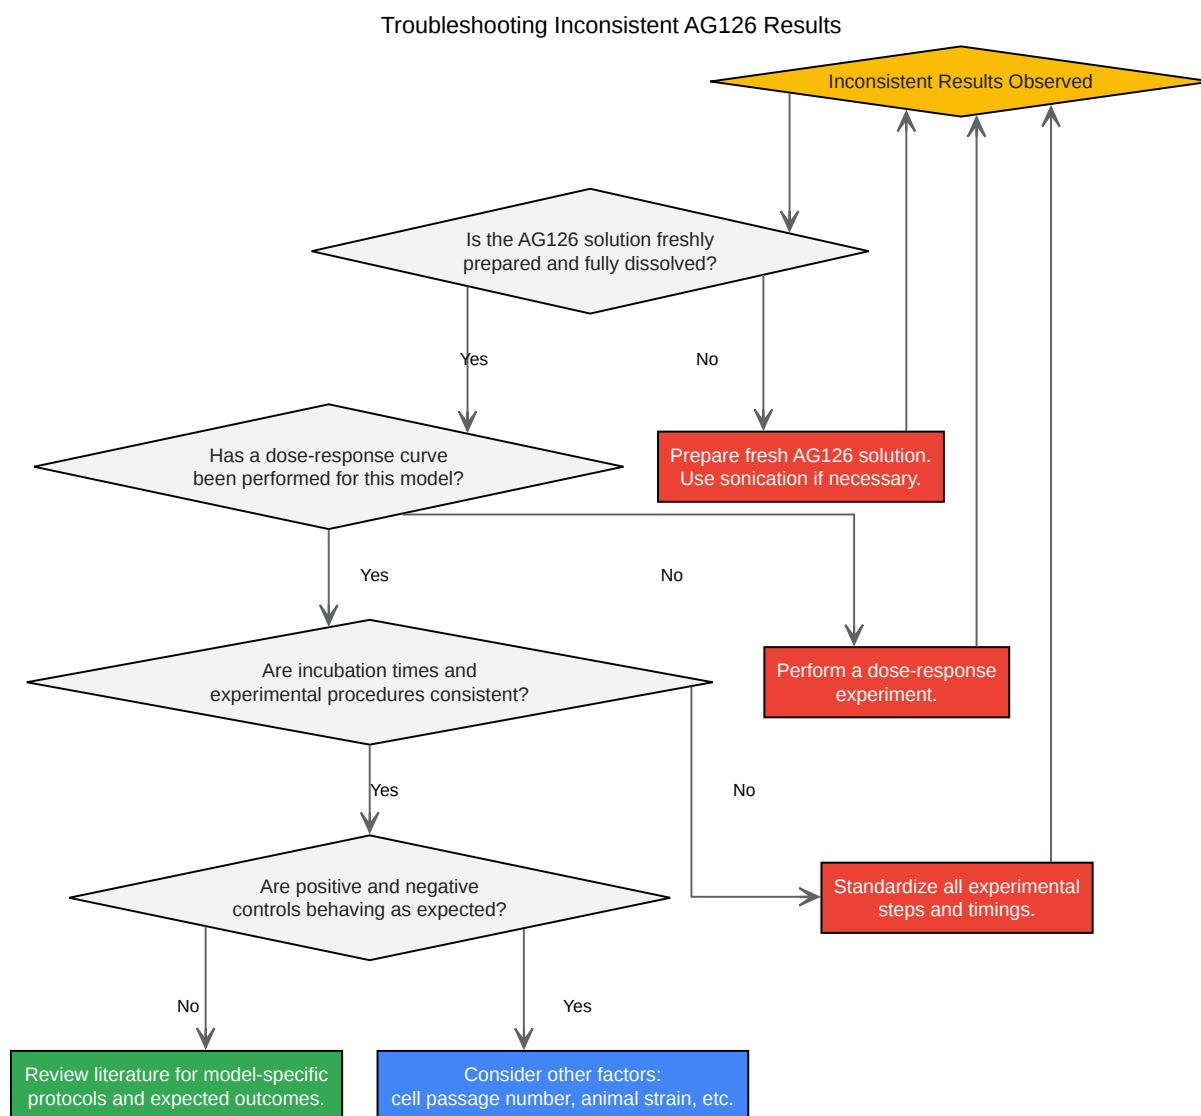 Troubleshooting Inconsistent AG126 Results
Inconsistent Results Observed
Is the AG126 solution freshly
prepared and fully dissolved?
Yes
No
Has a dose-response curve
been performed for this model?
Prepare fresh AG126 solution.
Use sonication if necessary.
Yes
No
Are incubation times and
experimental procedures consistent?
Perform a dose-response
experiment.
Yes
No
Are positive and negative
controls behaving as expected?
Standardize all experimental
steps and timings.
No
Yes
Review literature for model-specific
protocols and expected outcomes.
Consider other factors:
cell passage number, animal strain, etc.